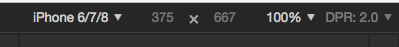 iPhone 6/7/8 ▼ 375 × 667 100% ▼ DPR: 2.0 ▼